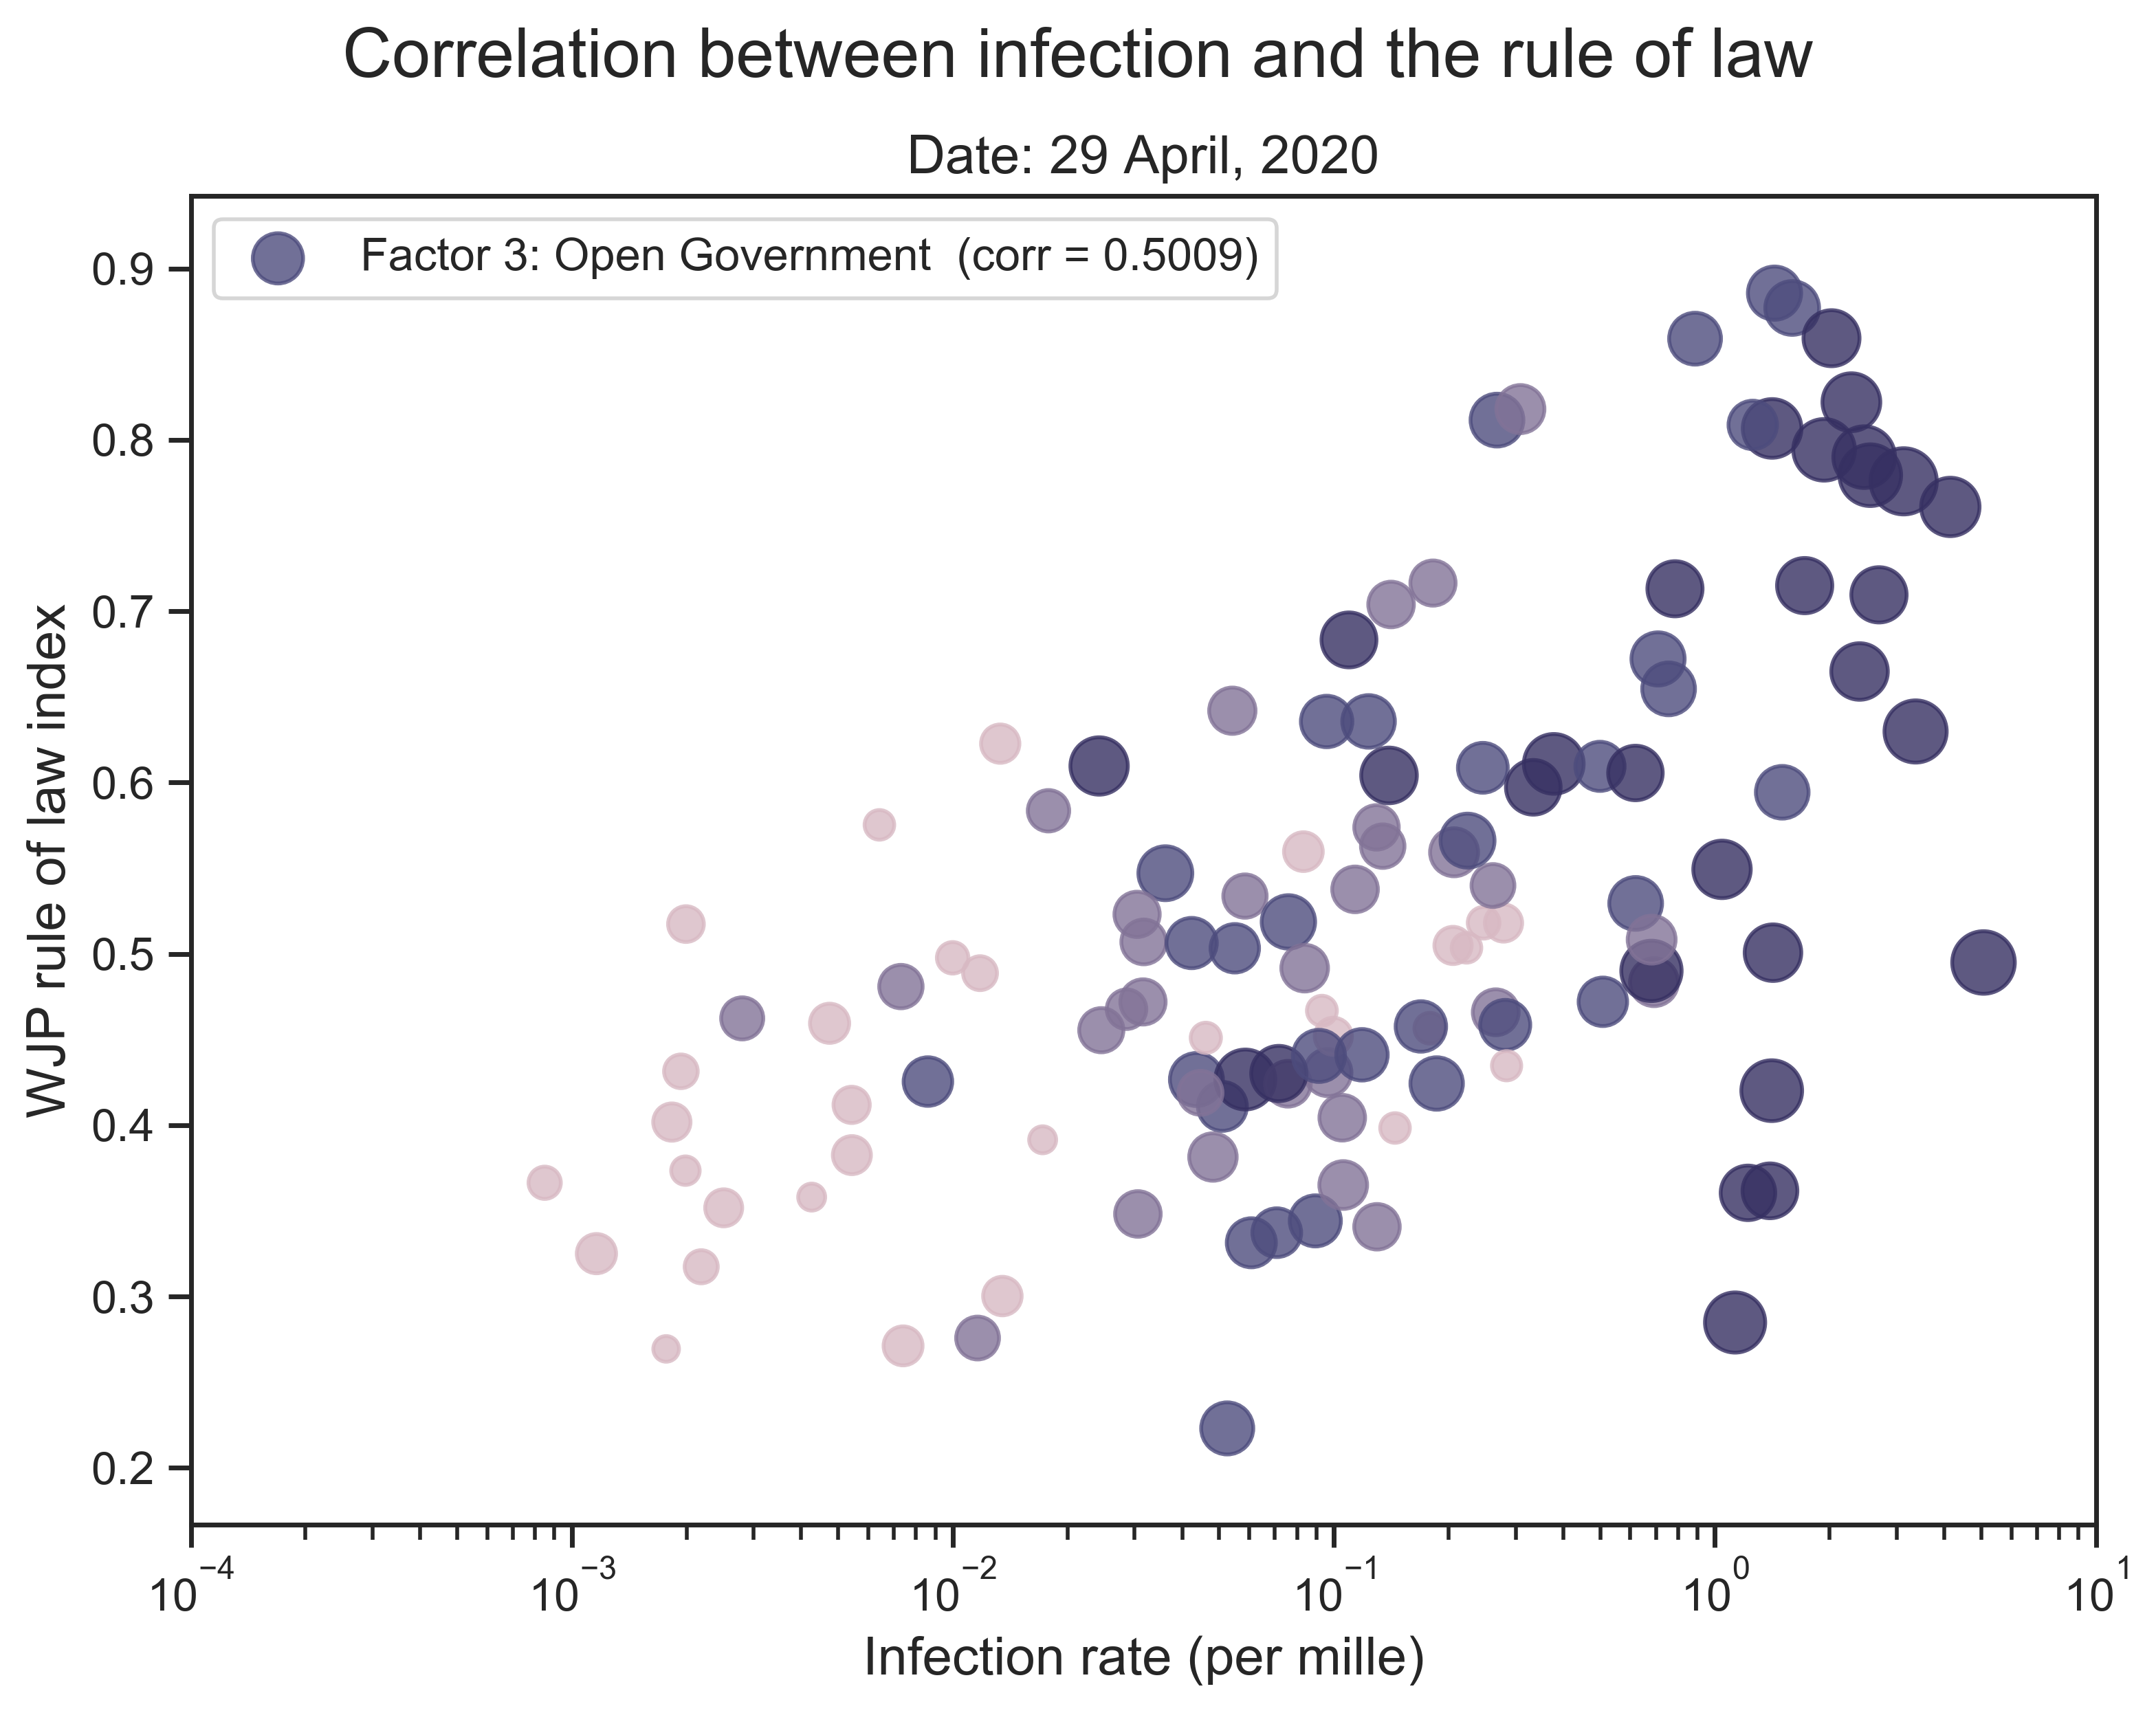 Correlation between infection and the rule of law
Date: 29 April, 2020
Factor 3: Open Government (corr = 0.5009)
WJP rule of law index
0.9
0.8
0.7
0.6
0.5
0.4
0.3
0.2
10⁻⁴ 10⁻³ 10⁻² 10⁻¹ 10⁰ 10¹
Infection rate (per mille)